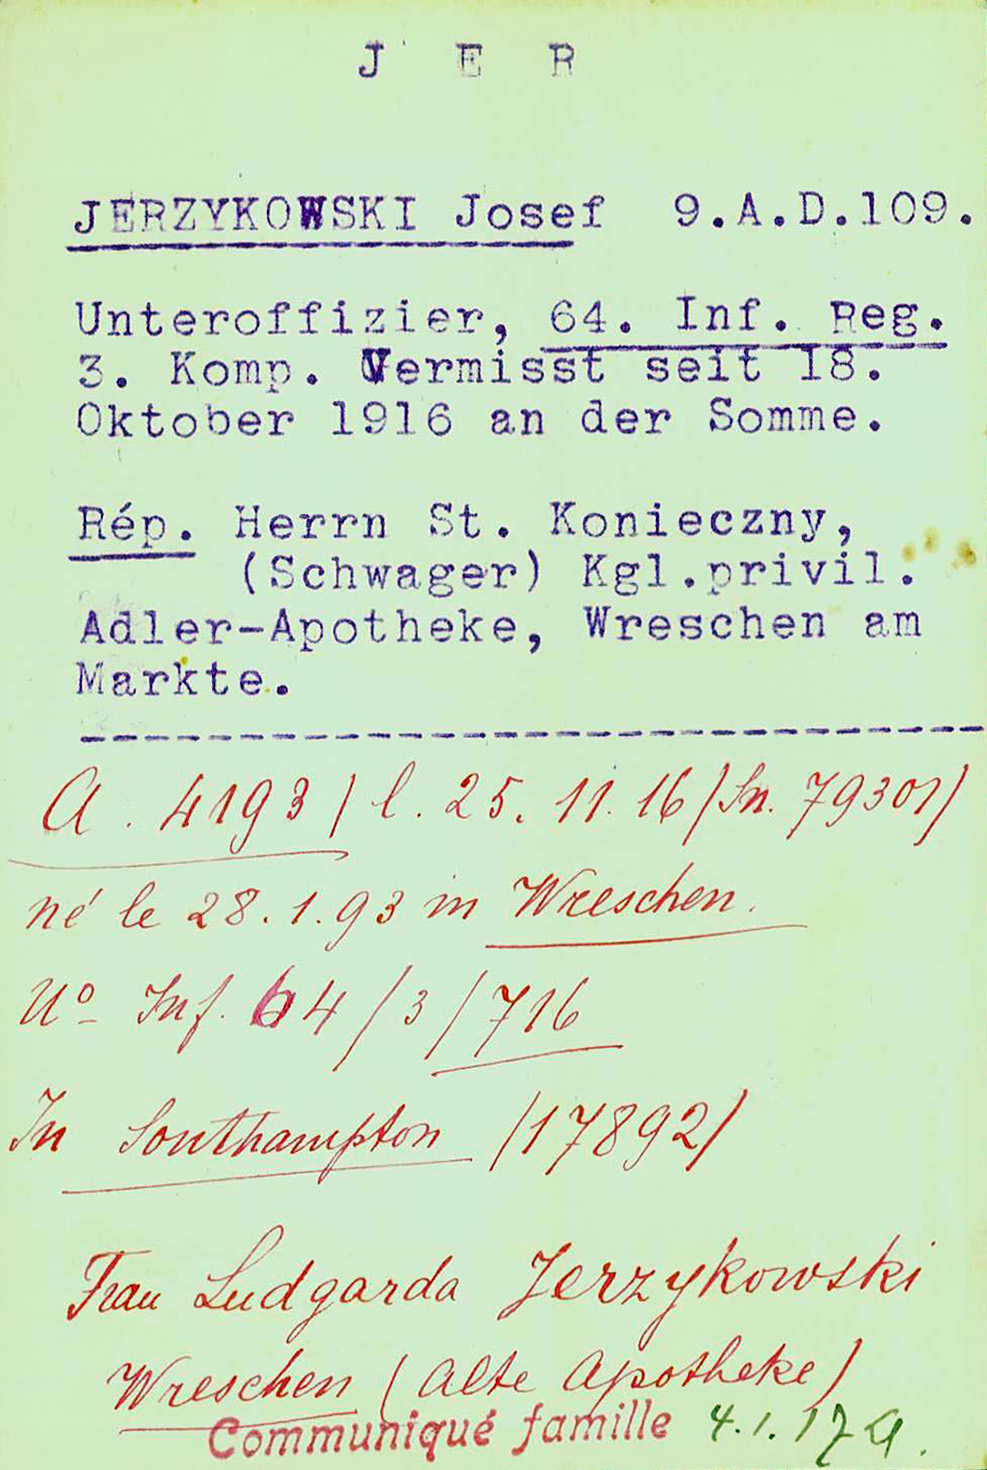 J E R
JERZYKOWSKI Josef 9.A.D.109.
Unteroffizier, 64. Inf. Reg.
3. Komp. Vermisst seit 18.
Oktober 1916 an der Somme.
Rép. Herrn St. Konieczny,
(Schwager) Kgl.privil.
Adler-Apotheke, Wreschen am
Markte.
A. 4193 / l. 25. 11. 16 / Sn. 79301 /
né le 28.1.93 in Wreschen.
Uo Inf. 64 / 3 / 716
In Southampton /17892/
Frau Ludgarda Jerzykowski
Wreschen (Alte Apotheke)
Communiqué famille 4.1.17